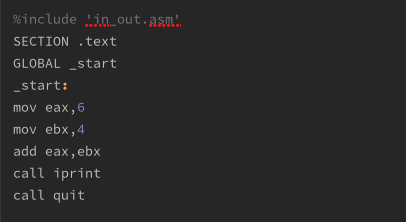 %include 'in_out.asm'
SECTION .text
GLOBAL _start
_start:
mov eax,6
mov ebx,4
add eax,ebx
call iprint
call quit